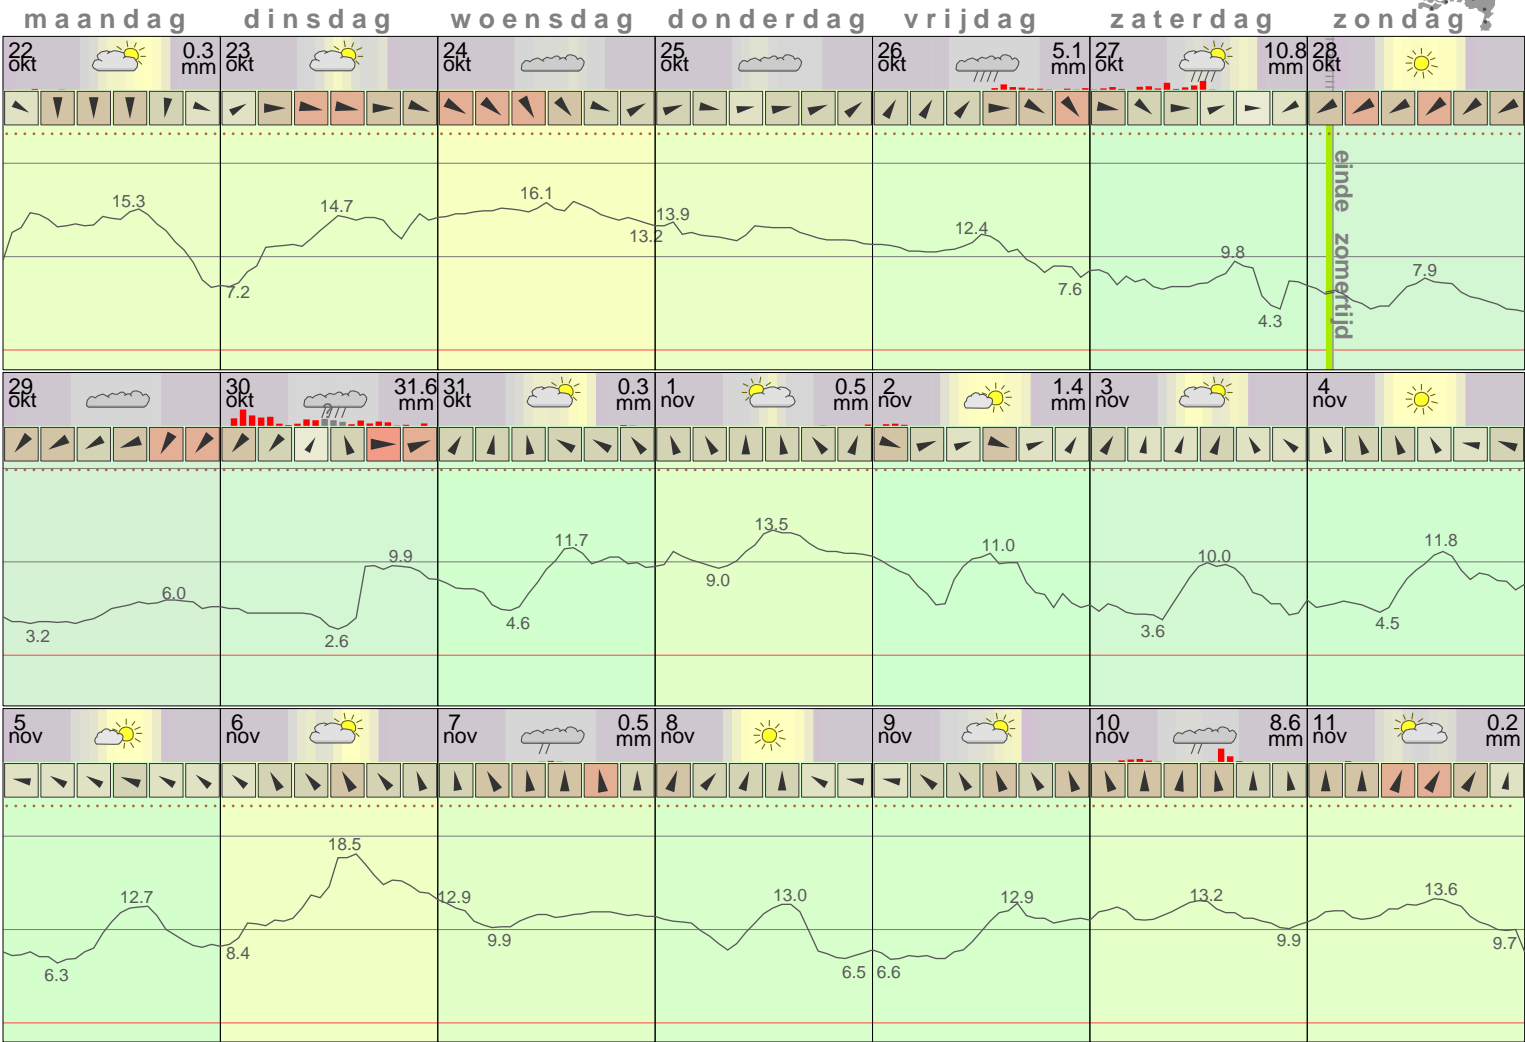 maandag dinsdag woensdag donderdag vrijdag zaterdag zondag
22 0.3 23 24 25 26 5.1 27 10.8 28
okt mm okt okt okt okt mm okt mm okt
15.3 14.7 16.1 13.9 12.4 9.8 7.9
7.2 13.2 7.6 4.3
einde zomertijd
29 30 31.6 31 0.3 1 0.5 2 1.4 3 4
okt okt mm okt mm nov mm nov mm nov nov
?
6.0 9.9 11.7 13.5 11.0 10.0 11.8
3.2 2.6 4.6 9.0 3.6 4.5
5 6 7 0.5 8 9 10 8.6 11 0.2
nov nov nov mm nov nov nov mm nov mm
12.7 18.5 12.9 13.0 12.9 13.2 13.6
6.3 8.4 9.9 6.5 6.6 9.9 9.7